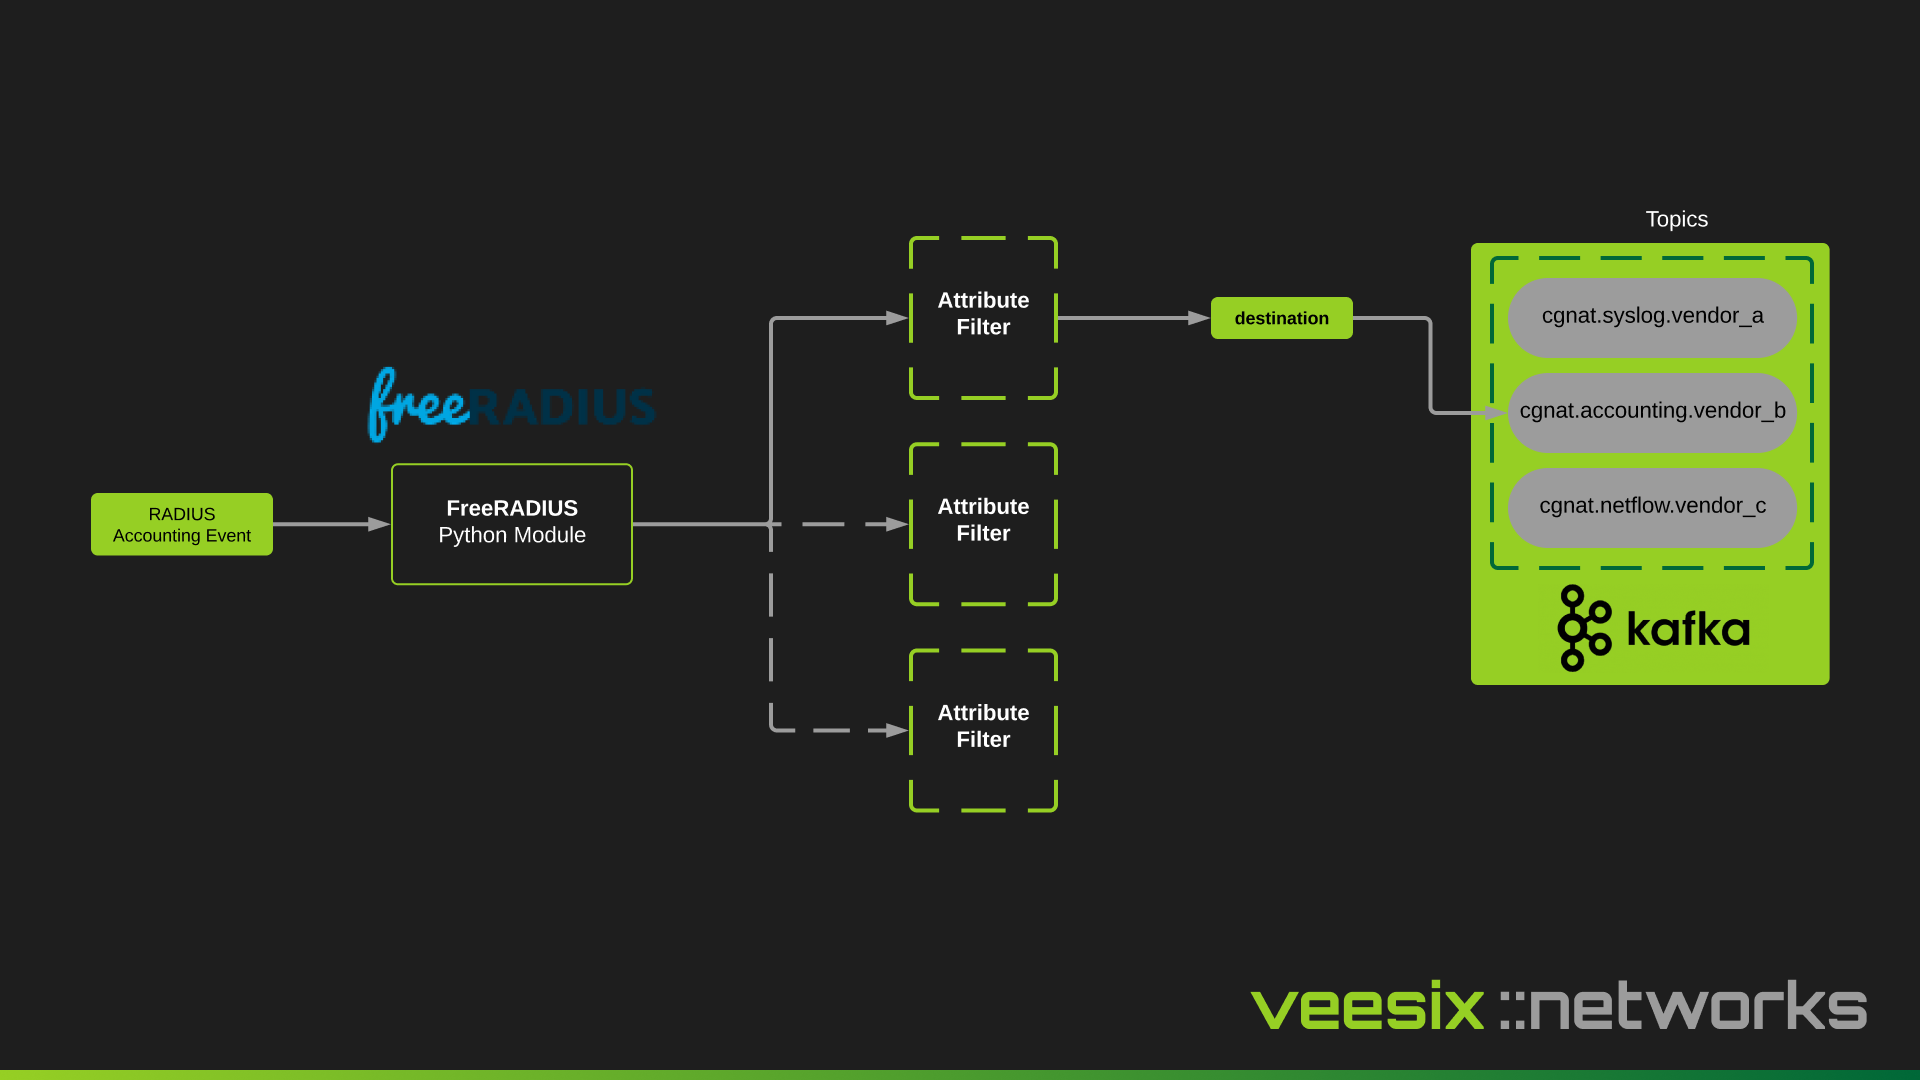 Topics
freeRADIUS
RADIUS
Accounting Event
FreeRADIUS
Python Module
Attribute
Filter
Attribute
Filter
Attribute
Filter
destination
cgnat.syslog.vendor_a
cgnat.accounting.vendor_b
cgnat.netflow.vendor_c
kafka
veesix ::networks